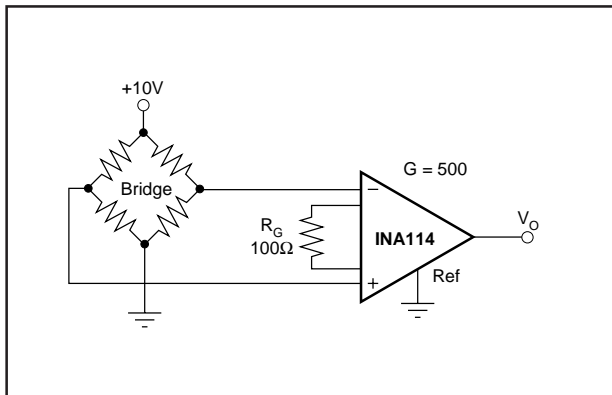 +10V
Bridge
G = 500
−
R_G
100Ω
INA114
V_O
Ref
+